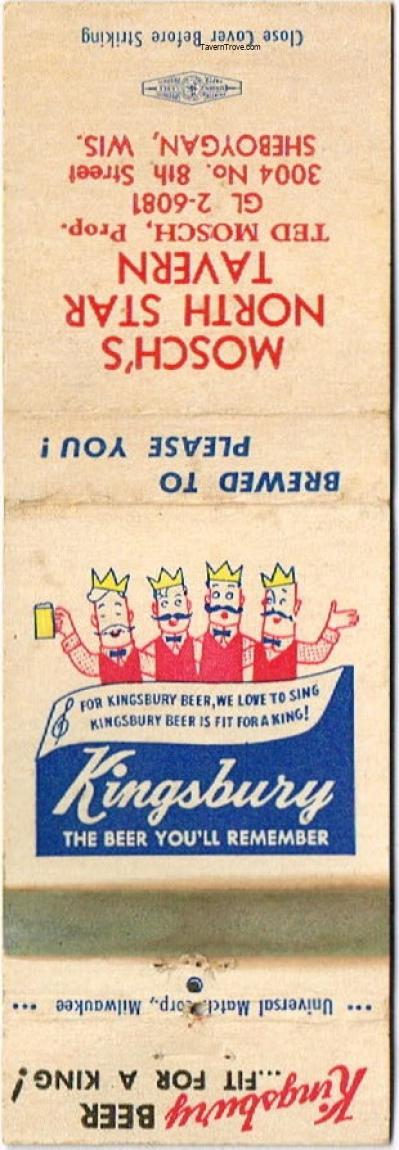 Close Cover Before Striking
TavernTrove.com
MOSCH'S
NORTH STAR
TAVERN
TED MOSCH, Prop.
GL 2-6081
3004 No. 8th Street
SHEBOYGAN, WIS.
BREWED TO
PLEASE YOU!
FOR KINGSBURY BEER, WE LOVE TO SING
KINGSBURY BEER IS FIT FOR A KING!
Kingsbury
THE BEER YOU'LL REMEMBER
••• Universal Match Corp., Milwaukee •••
Kingsbury BEER
...FIT FOR A KING!